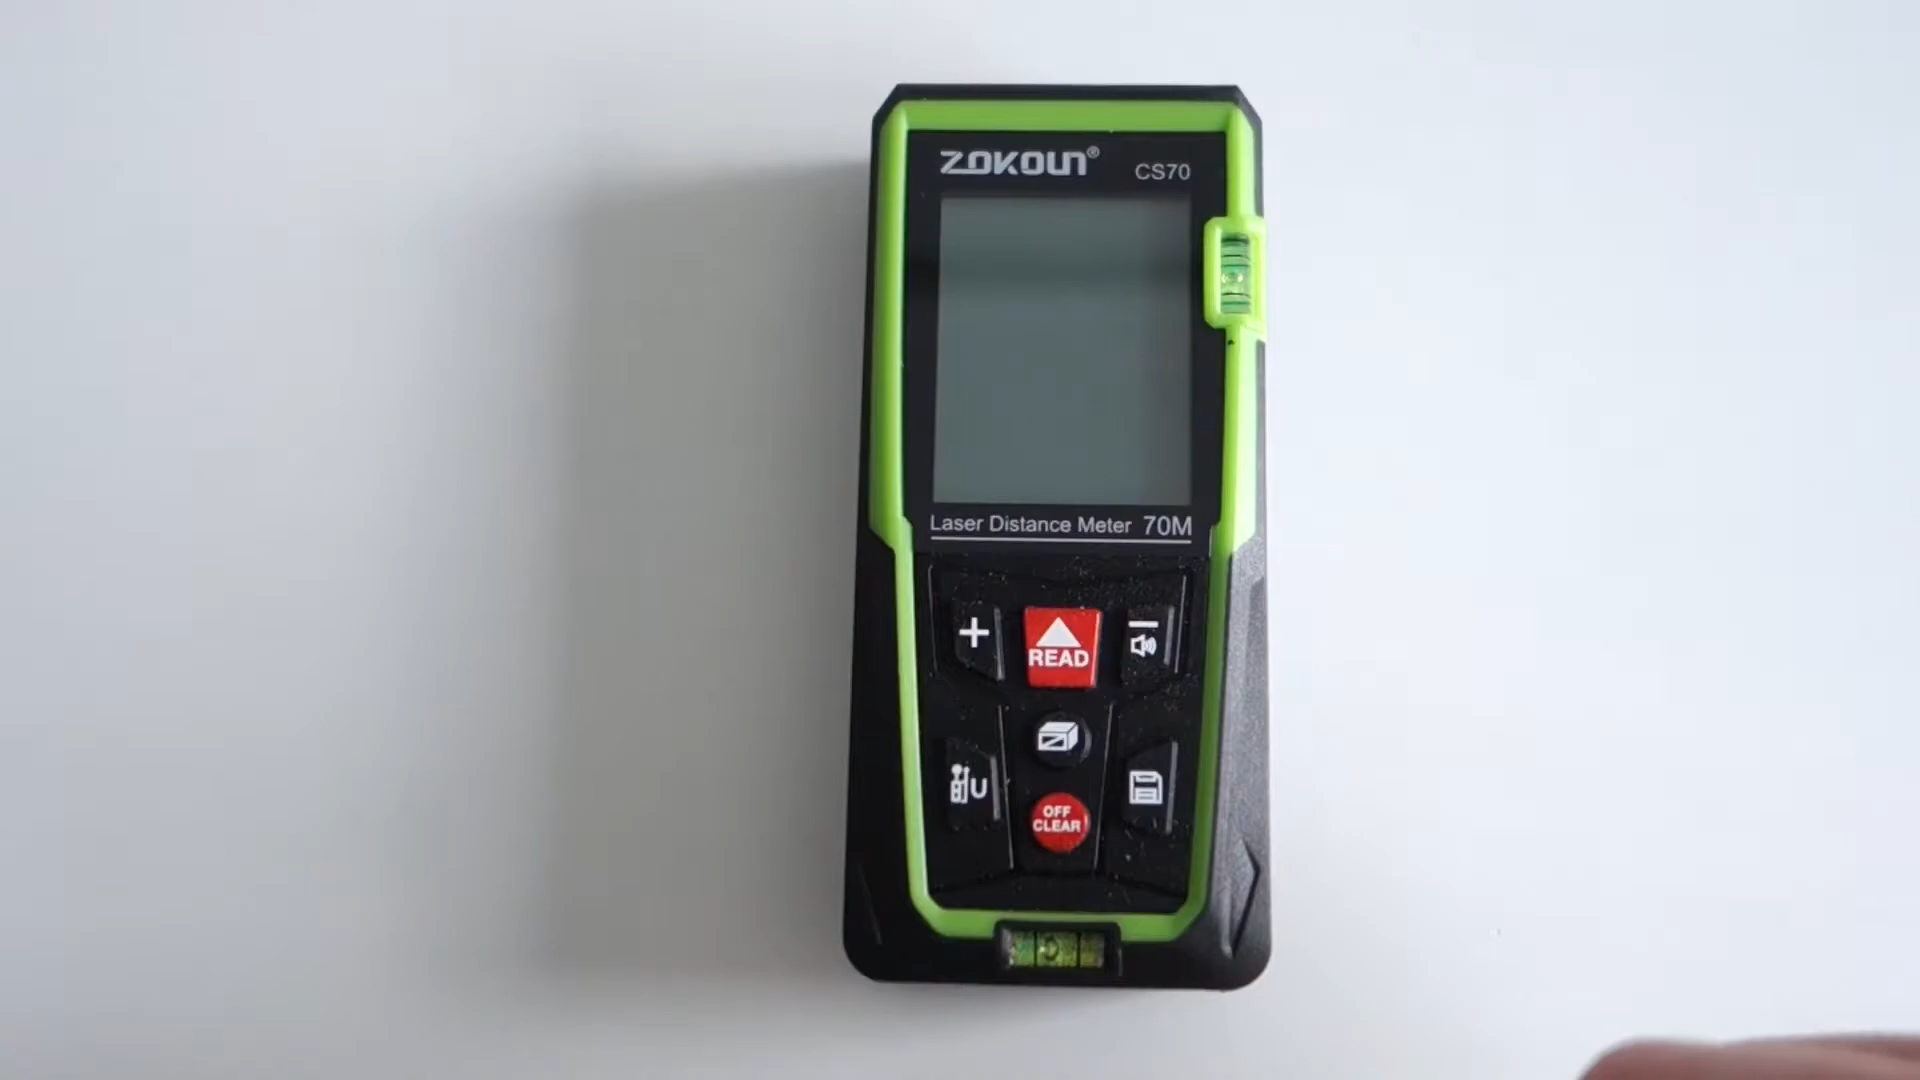 ZOKOUN® CS70
Laser Distance Meter 70M
+ READ −
U
OFF
CLEAR